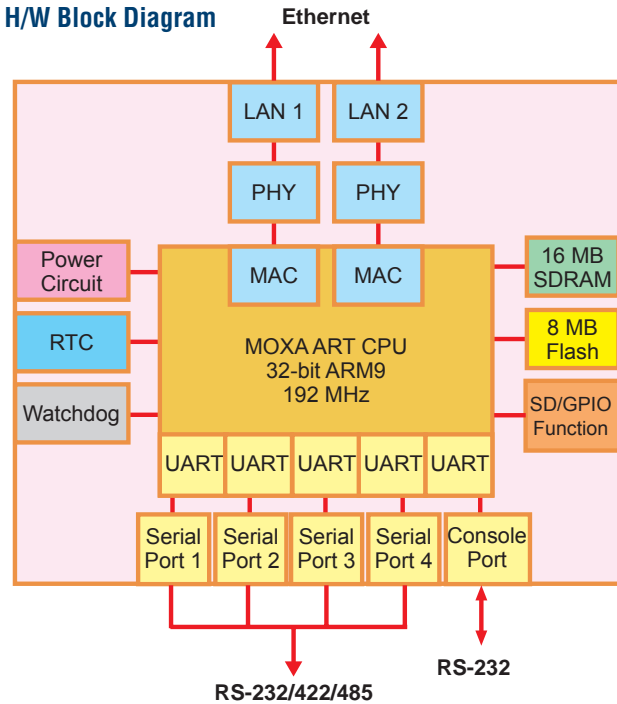 H/W Block Diagram
Ethernet
LAN 1
LAN 2
PHY
PHY
MAC
MAC
Power
Circuit
RTC
Watchdog
MOXA ART CPU
32-bit ARM9
192 MHz
16 MB
SDRAM
8 MB
Flash
SD/GPIO
Function
UART
UART
UART
UART
UART
Serial
Port 1
Serial
Port 2
Serial
Port 3
Serial
Port 4
Console
Port
RS-232/422/485
RS-232